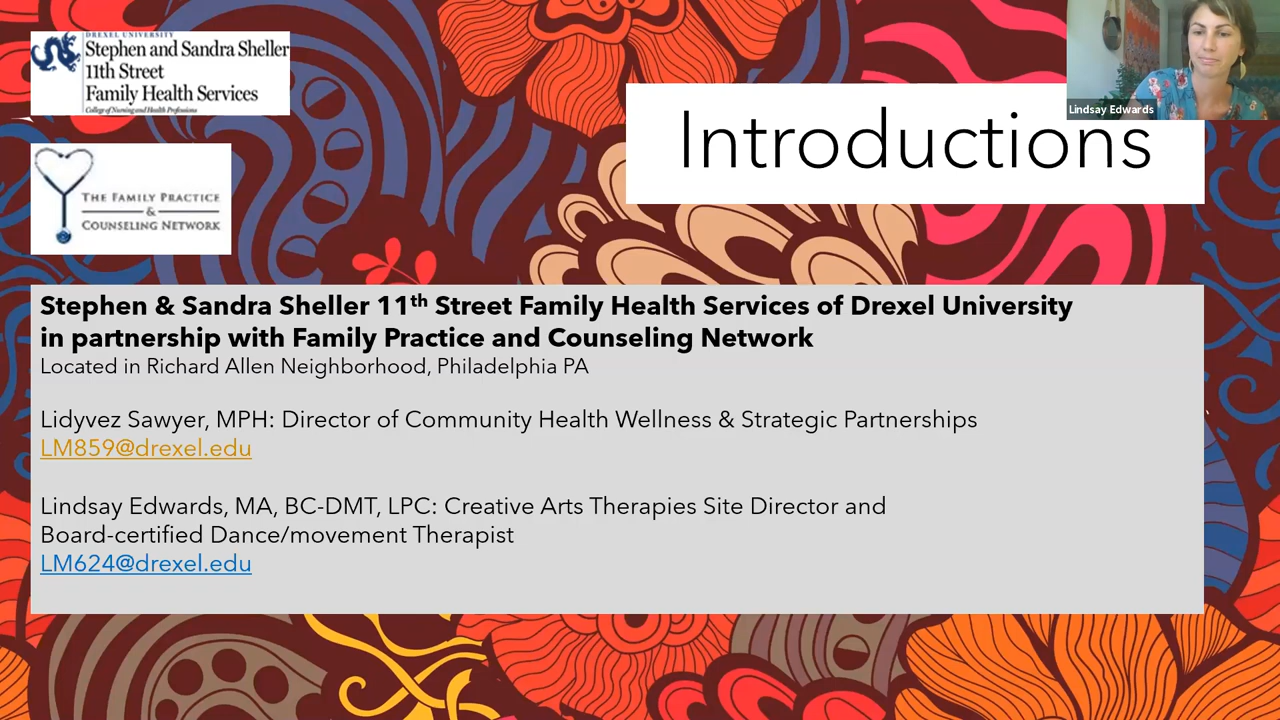 DREXEL UNIVERSITY
Stephen and Sandra Sheller
11th Street
Family Health Services
College of Nursing and Health Professions
THE FAMILY PRACTICE
&
COUNSELING NETWORK
Introductions
Lindsay Edwards
Stephen & Sandra Sheller 11th Street Family Health Services of Drexel University
in partnership with Family Practice and Counseling Network
Located in Richard Allen Neighborhood, Philadelphia PA
Lidyvez Sawyer, MPH: Director of Community Health Wellness & Strategic Partnerships
LM859@drexel.edu
Lindsay Edwards, MA, BC-DMT, LPC: Creative Arts Therapies Site Director and
Board-certified Dance/movement Therapist
LM624@drexel.edu